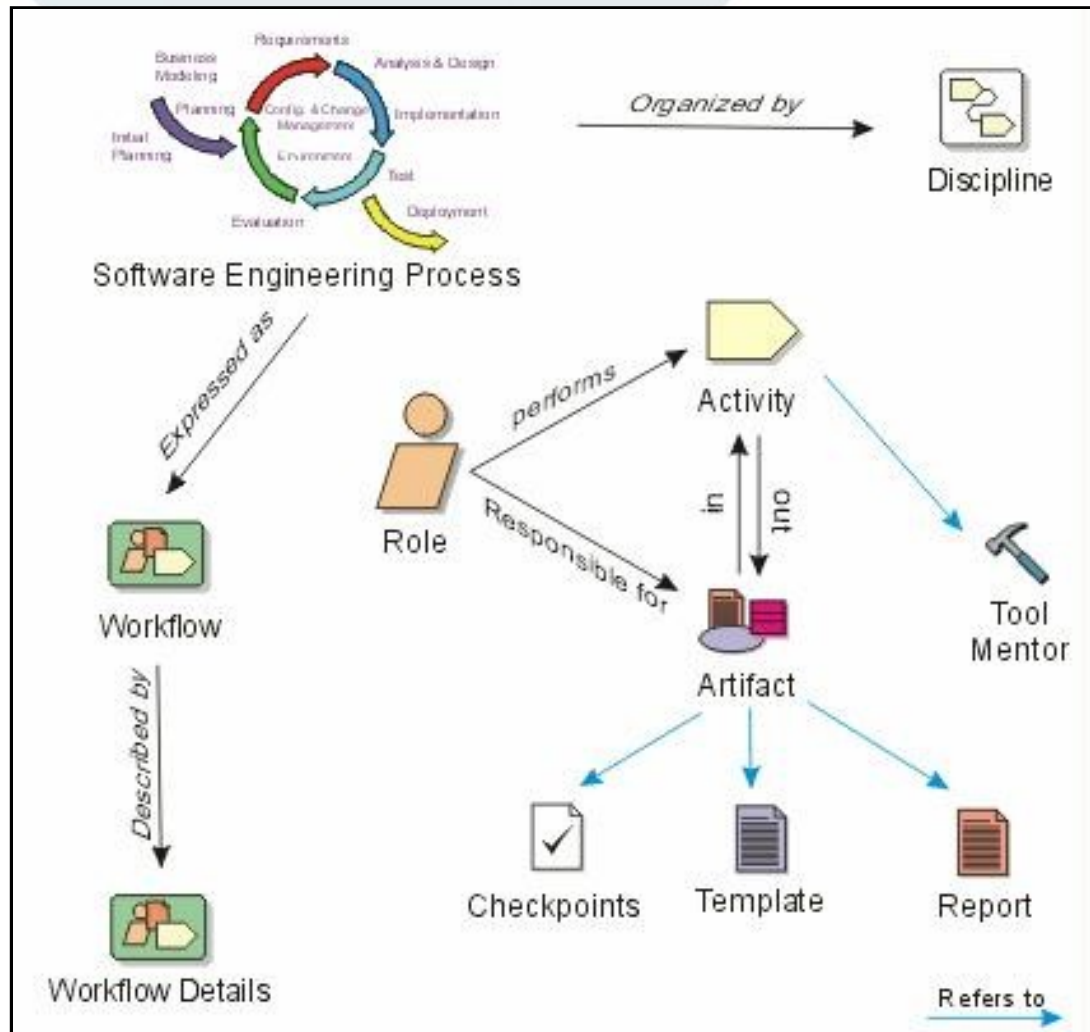 Requirements
Business
Modeling
Analysis & Design
Planning
Config. & Change
Management
Implementation
Initial
Planning
Environment
Test
Evaluation
Deployment
Software Engineering Process
Organized by
Discipline
Expressed as
performs
Activity
Role
Responsible for
in
out
Workflow
Artifact
Tool
Mentor
Described by
Checkpoints
Template
Report
Workflow Details
Refers to